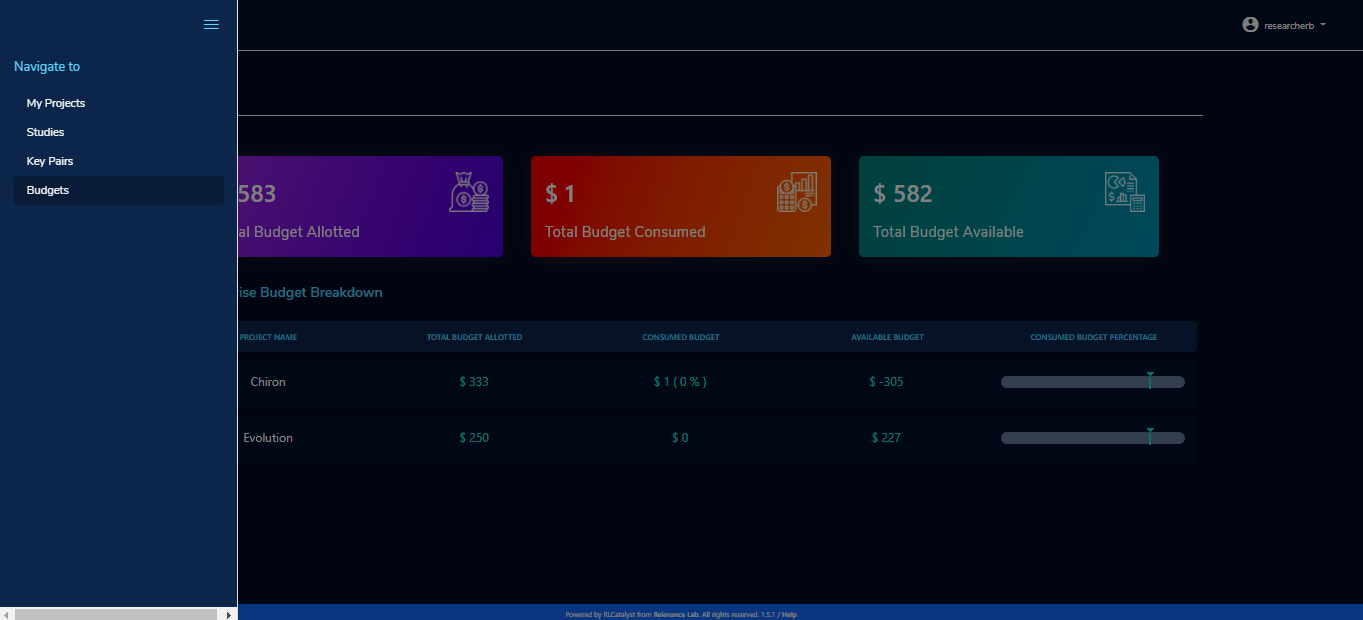 researcherb
Navigate to
My Projects
Studies
Key Pairs
Budgets
583
al Budget Allotted
$ 1
Total Budget Consumed
$ 582
Total Budget Available
ise Budget Breakdown
PROJECT NAME TOTAL BUDGET ALLOTTED CONSUMED BUDGET AVAILABLE BUDGET CONSUMED BUDGET PERCENTAGE
Chiron $ 333 $ 1 ( 0 % ) $ -305
Evolution $ 250 $ 0 $ 227
Powered by RLCatalyst from Relevance Lab. All rights reserved. 1.5.1 / Help